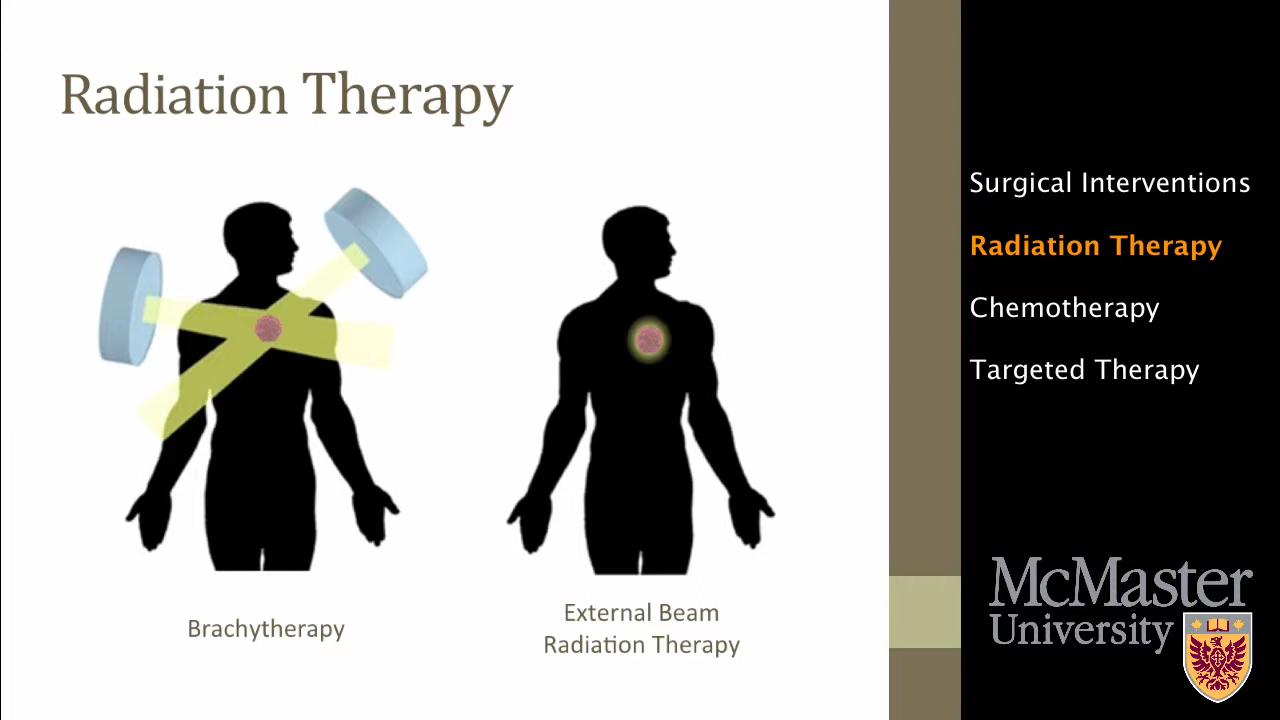 Radiation Therapy
Brachytherapy
External Beam
Radiation Therapy
Surgical Interventions
Radiation Therapy
Chemotherapy
Targeted Therapy
McMaster
University